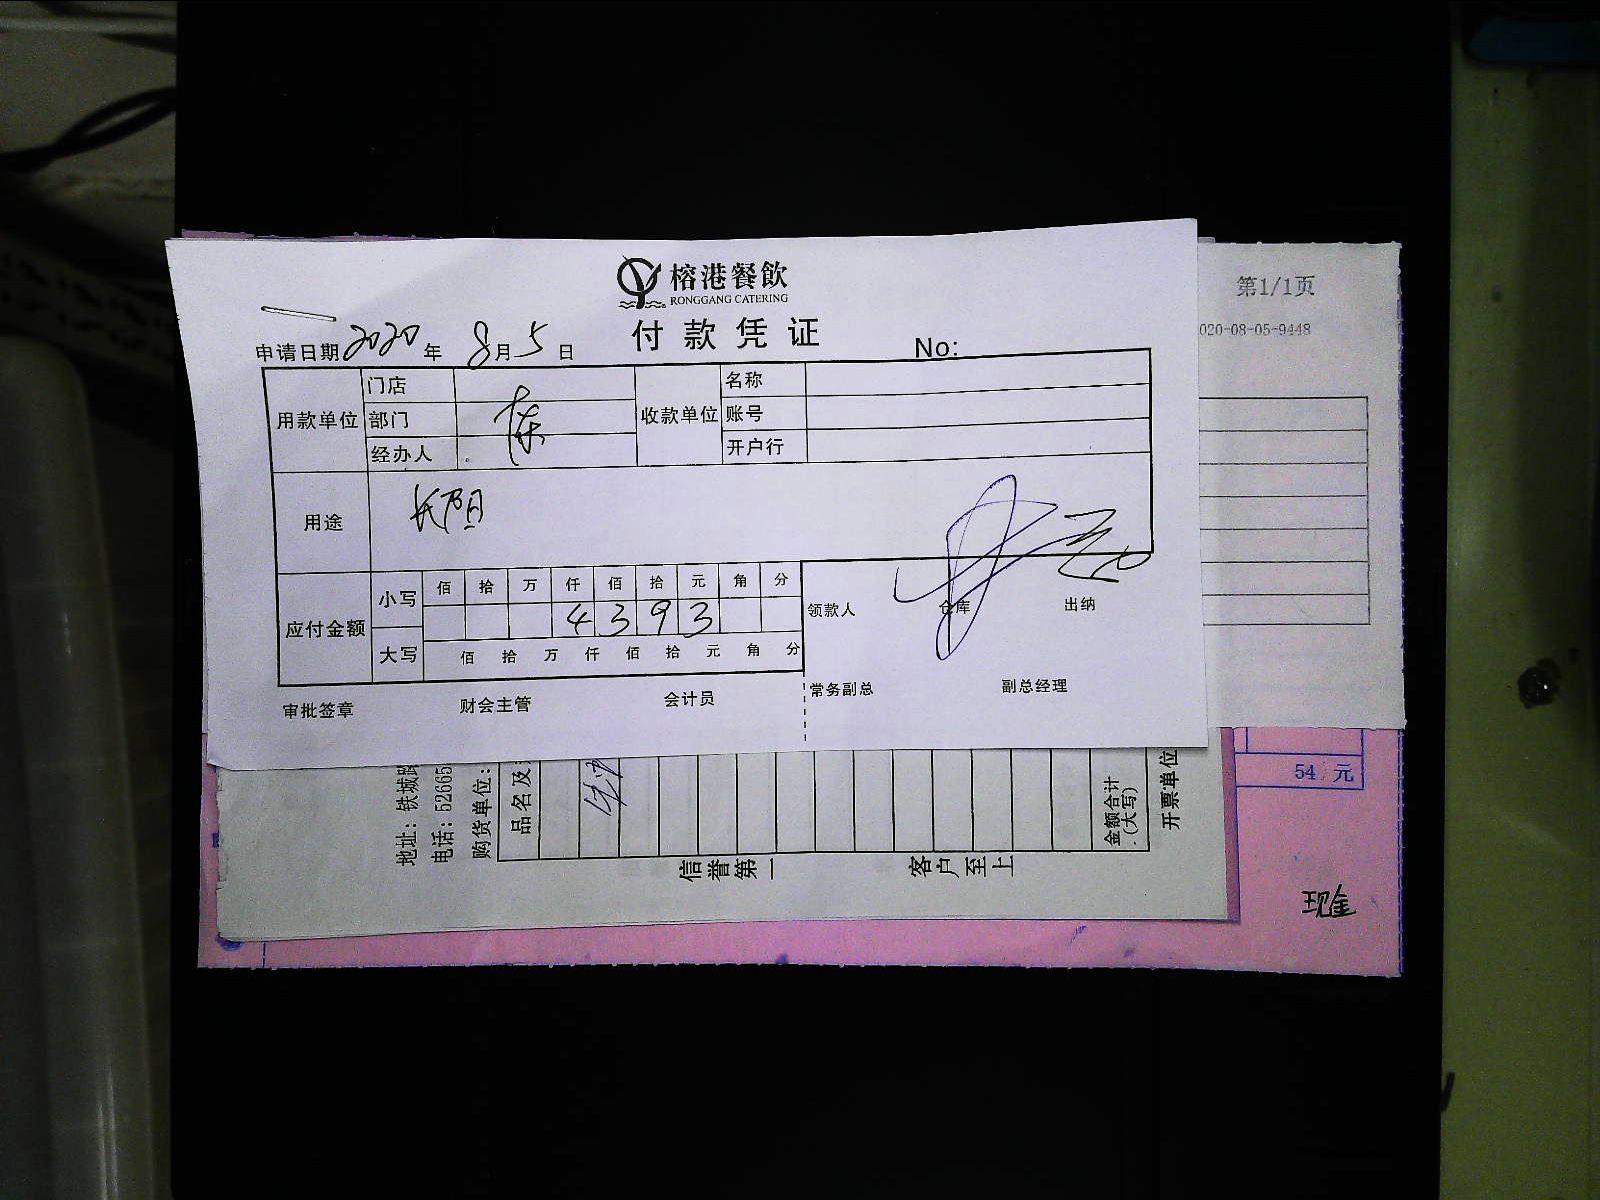 榕港餐飲
RONGGANG CATERING
付款凭证
申请日期2020年8月5日 No:
用款单位 门店 收款单位 名称
部门 账号
经办人 开户行
用途 长阳
应付金额 小写 佰拾万仟佰拾元角分
4393
大写 佰拾万仟佰拾元角分
领款人 仓库 出纳
审批签章 财会主管 会计员 常务副总 副总经理
第1/1页
020-08-05-9448
54 元
现金
地址: 铁城路
电话: 52665
购货单位:
品名及
金额合计
(大写)
开票单位
信誉第一 客户至上